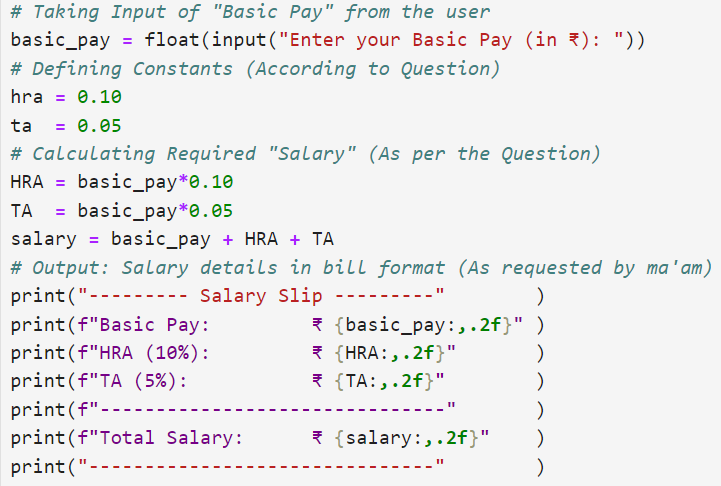 # Taking Input of "Basic Pay" from the user
basic_pay = float(input("Enter your Basic Pay (in ₹): "))
# Defining Constants (According to Question)
hra = 0.10
ta  = 0.05
# Calculating Required "Salary" (As per the Question)
HRA = basic_pay*0.10
TA  = basic_pay*0.05
salary = basic_pay + HRA + TA
# Output: Salary details in bill format (As requested by ma'am)
print("--------- Salary Slip ---------"        )
print(f"Basic Pay:         ₹ {basic_pay:,.2f}" )
print(f"HRA (10%):         ₹ {HRA:,.2f}"       )
print(f"TA (5%):           ₹ {TA:,.2f}"        )
print(f"-------------------------------"       )
print(f"Total Salary:      ₹ {salary:,.2f}"    )
print("-------------------------------"        )